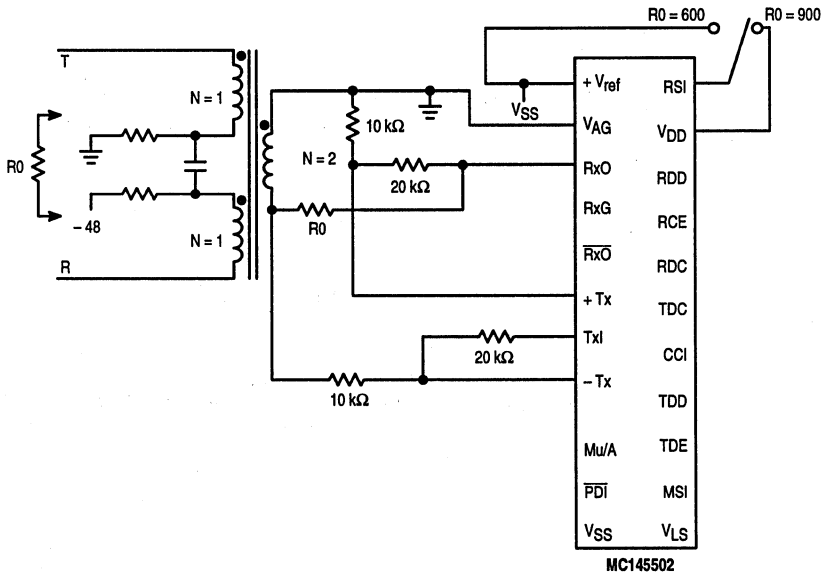 R0 = 600
R0 = 900
T
N = 1
R0
– 48
N = 1
R
N = 2
10 kΩ
20 kΩ
R0
20 kΩ
10 kΩ
VSS
+ Vref
VAG
RxO
RxG
R̅x̅O̅
+ Tx
TxI
– Tx
Mu/A
P̅D̅I̅
VSS
RSI
VDD
RDD
RCE
RDC
TDC
CCI
TDD
TDE
MSI
VLS
MC145502